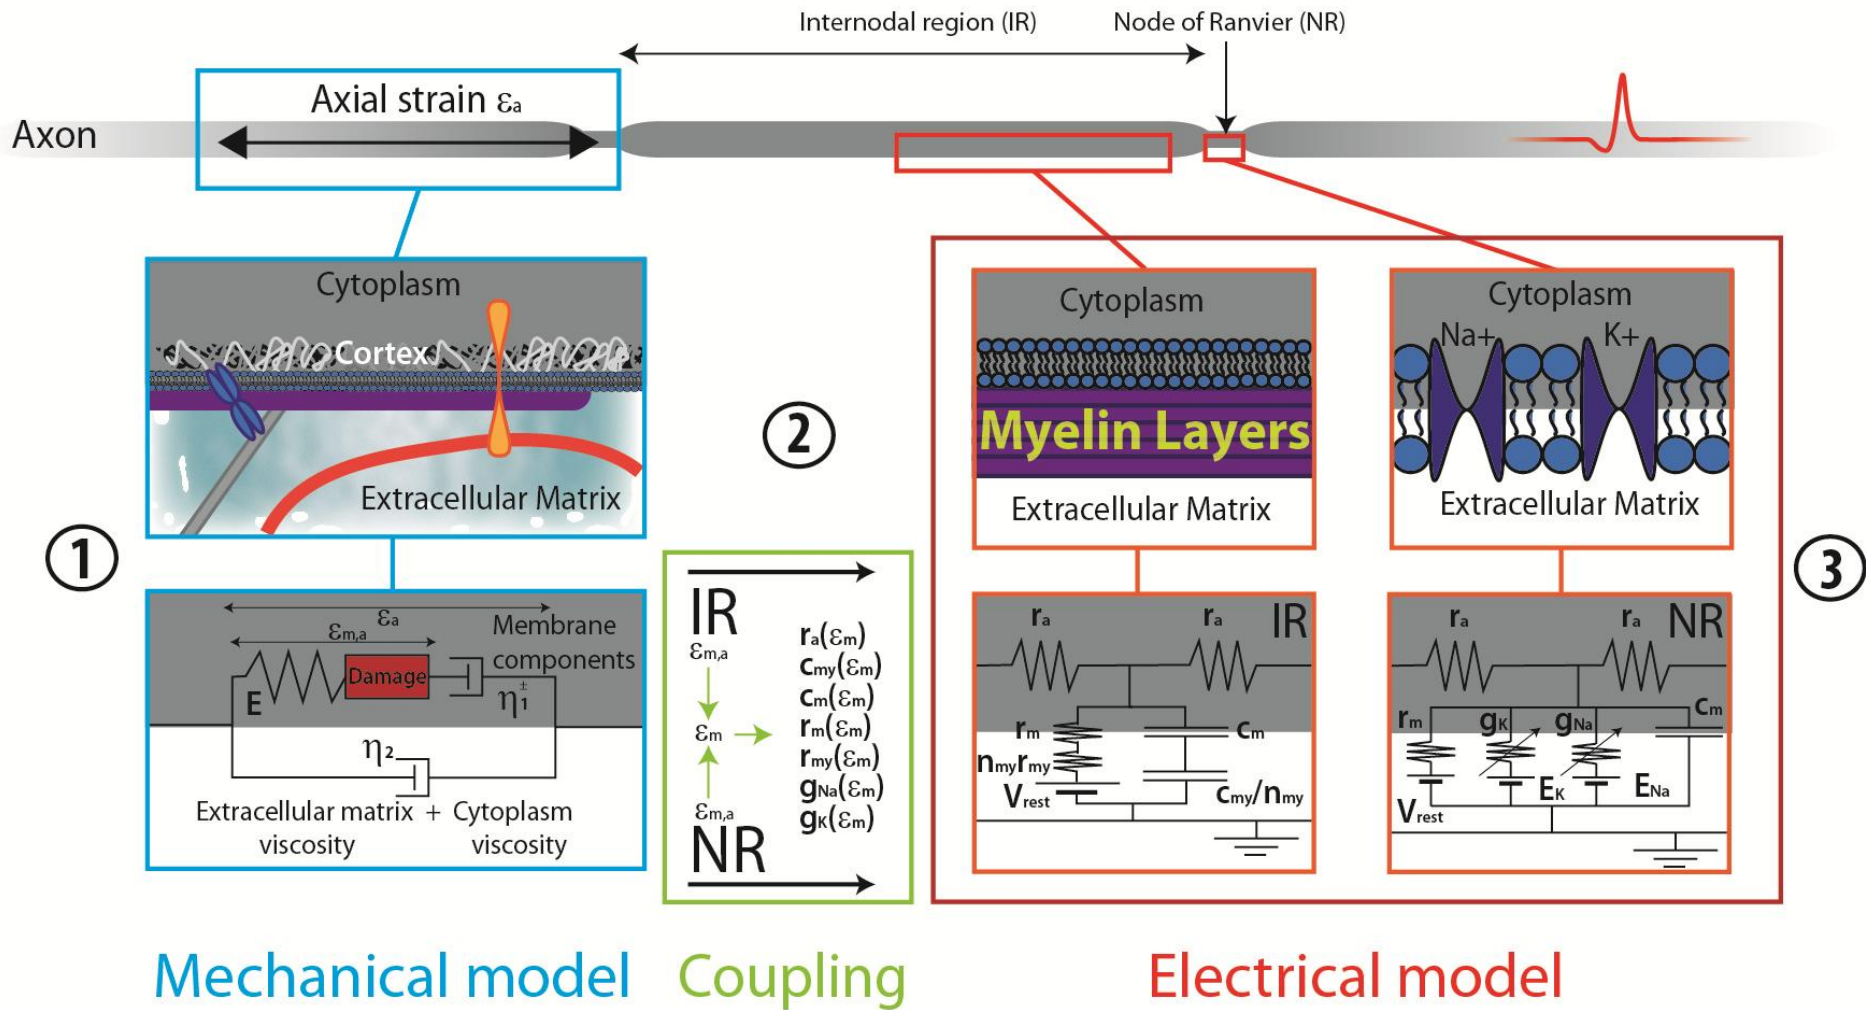 Internodal region (IR)
Node of Ranvier (NR)
Axial strain εa
Axon
Cytoplasm
Cortex
Extracellular Matrix
1
εa
εm,a
Membrane
components
Damage
E
η1±
η2
Extracellular matrix + Cytoplasm
viscosity viscosity
2
IR
εm,a
εm
εm,a
NR
ra(εm)
cmy(εm)
cm(εm)
rm(εm)
rmy(εm)
gNa(εm)
gK(εm)
Cytoplasm
Myelin Layers
Extracellular Matrix
Cytoplasm
Na+ K+
Extracellular Matrix
3
ra ra IR
rm cm
nmyrmy
Vrest cmy/nmy
ra ra NR
rm gK gNa cm
EK ENa
Vrest
Mechanical model
Coupling
Electrical model